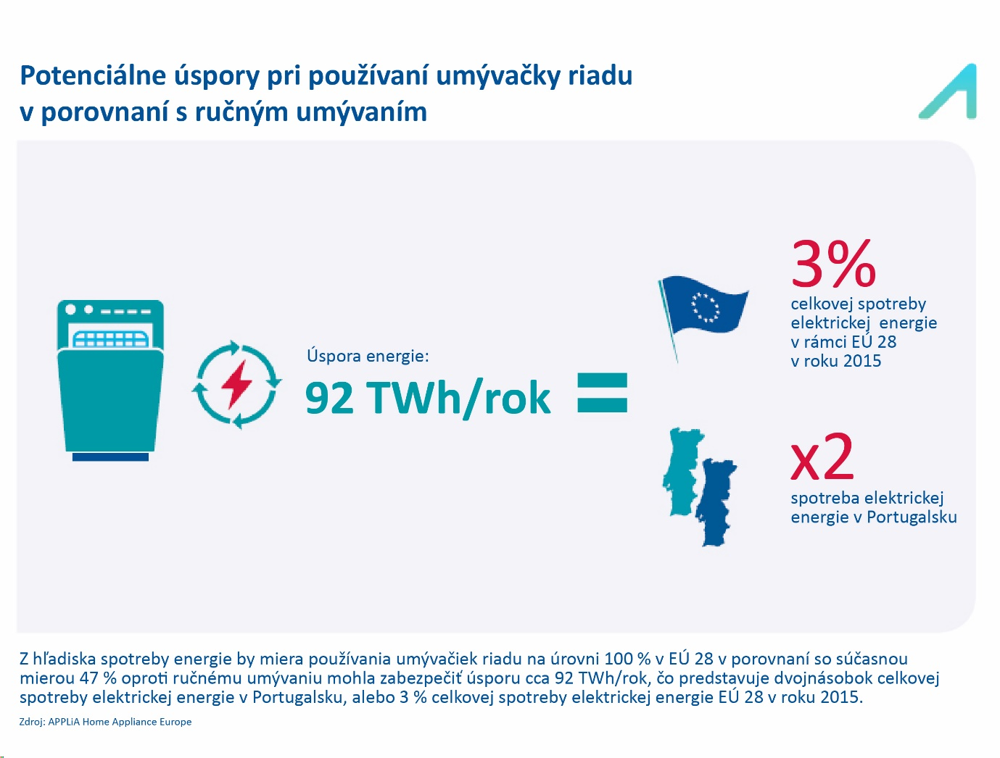 Potenciálne úspory pri používaní umývačky riadu
v porovnaní s ručným umývaním
3%
celkovej spotreby
elektrickej energie
v rámci EÚ 28
v roku 2015
Úspora energie:
92 TWh/rok
=
x2
spotreba elektrickej
energie v Portugalsku
Z hľadiska spotreby energie by miera používania umývačiek riadu na úrovni 100 % v EÚ 28 v porovnaní so súčasnou
mierou 47 % oproti ručnému umývaniu mohla zabezpečiť úsporu cca 92 TWh/rok, čo predstavuje dvojnásobok celkovej
spotreby elektrickej energie v Portugalsku, alebo 3 % celkovej spotreby elektrickej energie EÚ 28 v roku 2015.
Zdroj: APPLiA Home Appliance Europe